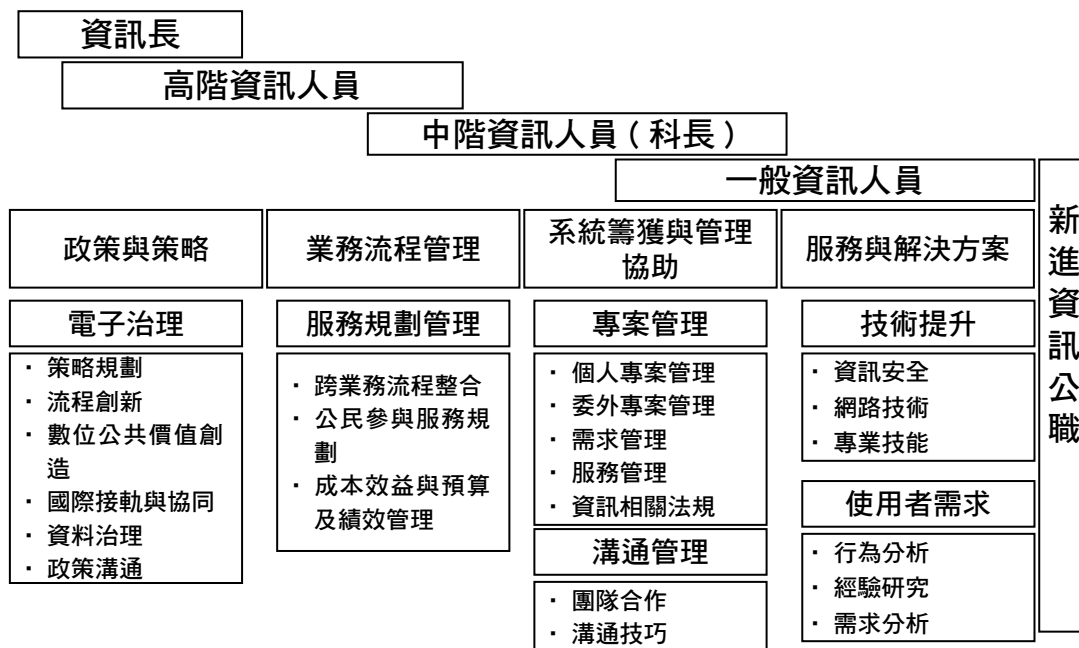 資訊長
高階資訊人員
中階資訊人員(科長)
一般資訊人員
新進資訊公職
政策與策略
業務流程管理
系統籌獲與管理
協助
服務與解決方案
電子治理
・策略規劃
・流程創新
・數位公共價值創
造
・國際接軌與協同
・資料治理
・政策溝通
服務規劃管理
・跨業務流程整合
・公民參與服務規
劃
・成本效益與預算
及績效管理
專案管理
・個人專案管理
・委外專案管理
・需求管理
・服務管理
・資訊相關法規
溝通管理
・團隊合作
・溝通技巧
技術提升
・資訊安全
・網路技術
・專業技能
使用者需求
・行為分析
・經驗研究
・需求分析